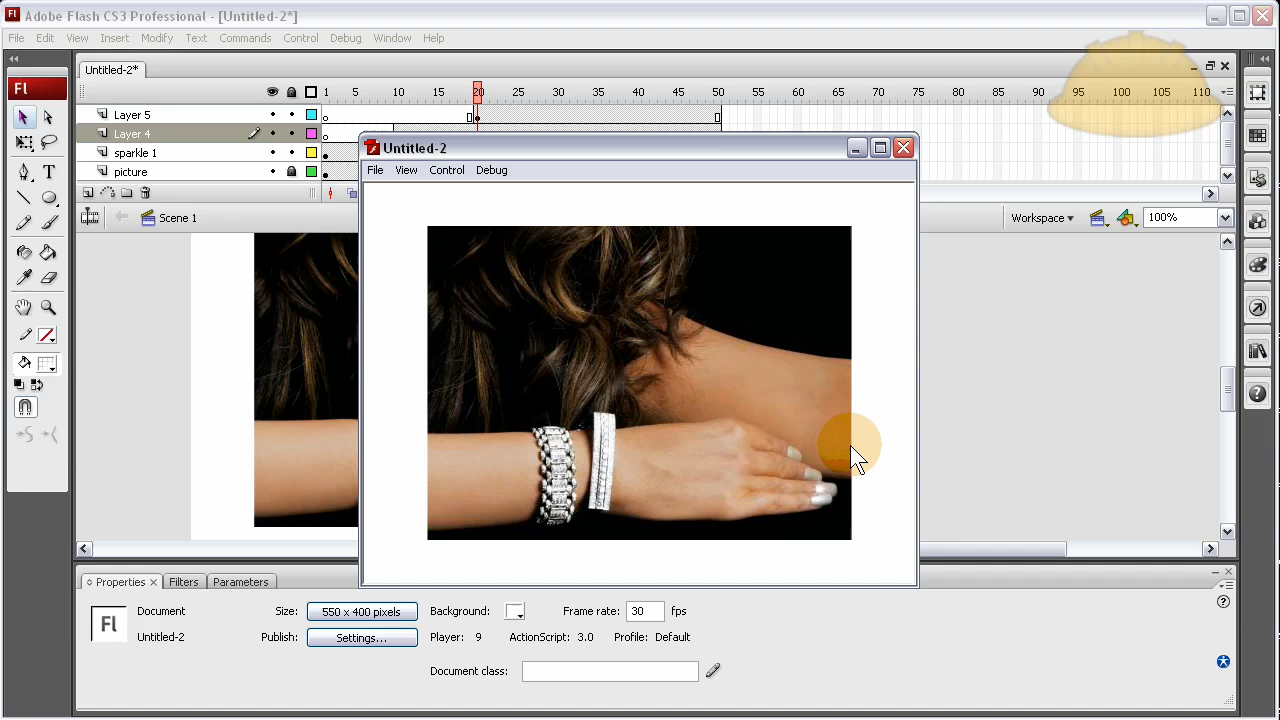 Adobe Flash CS3 Professional - [Untitled-2*]
File Edit View Insert Modify Text Commands Control Debug Window Help
Untitled-2*
Fl
1 5 10 15 20 25 30 35 40 45 50 55 60 65 70 75 80 85 90 95 100 105 110
Layer 5
Layer 4
sparkle 1
picture
Scene 1
Workspace
100%
Untitled-2
File View Control Debug
Properties Filters Parameters
Fl
Document
Untitled-2
Size: 550 x 400 pixels Background: Frame rate: 30 fps
Publish: Settings... Player: 9 ActionScript: 3.0 Profile: Default
Document class: